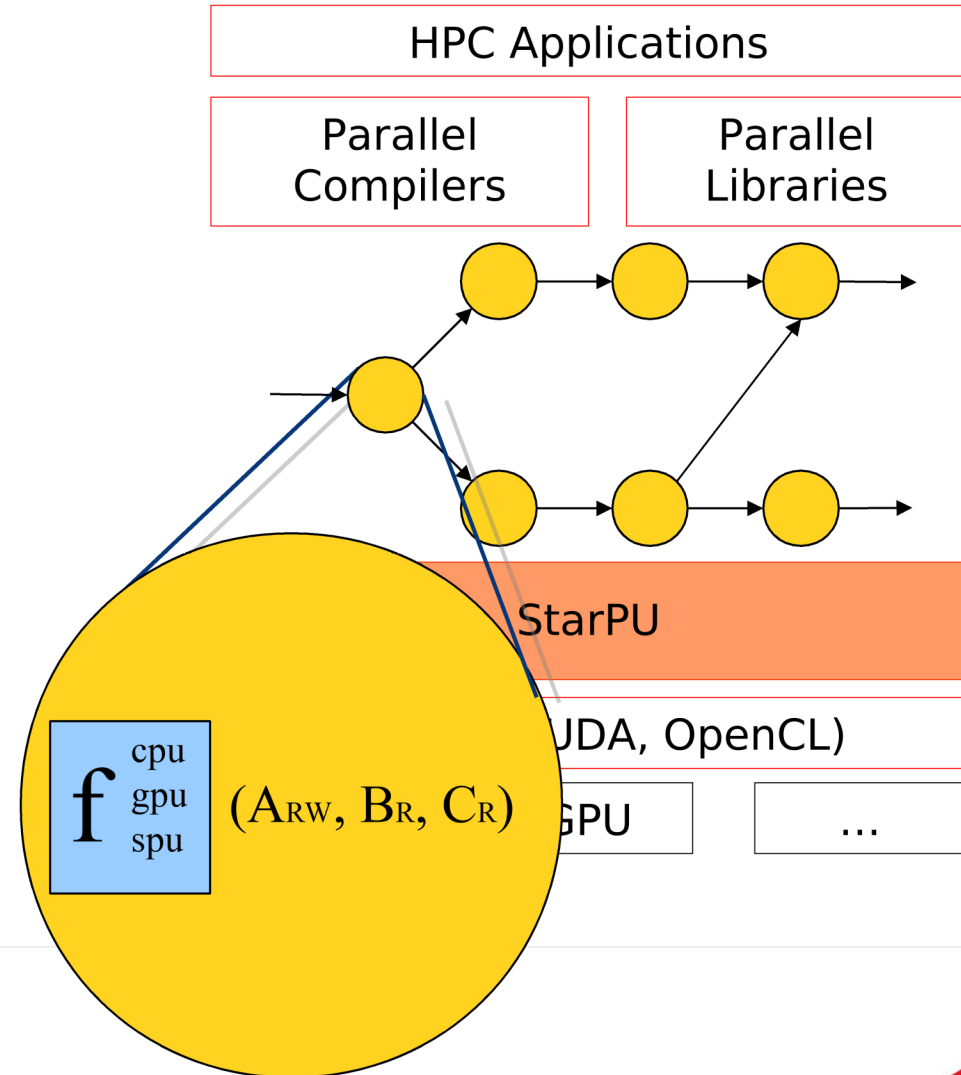 HPC Applications
Parallel
Compilers
Parallel
Libraries
StarPU
UDA, OpenCL)
GPU
...
f cpu
gpu
spu
(ARW, BR, CR)